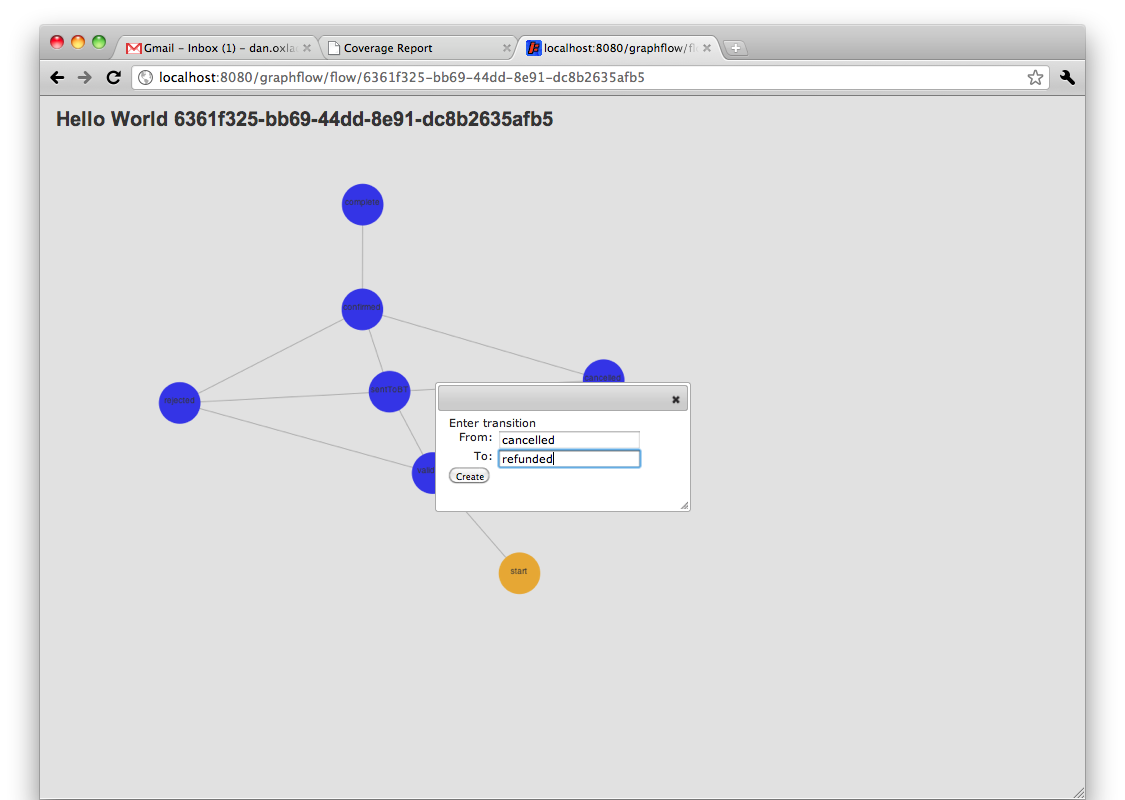 Gmail – Inbox (1) – dan.oxla
Coverage Report
localhost:8080/graphflow/fl
localhost:8080/graphflow/flow/6361f325-bb69-44dd-8e91-dc8b2635afb5
Hello World 6361f325-bb69-44dd-8e91-dc8b2635afb5
complete
confirmed
cancelled
rejected
Enter transition
From: cancelled
To: refunded
Create
start